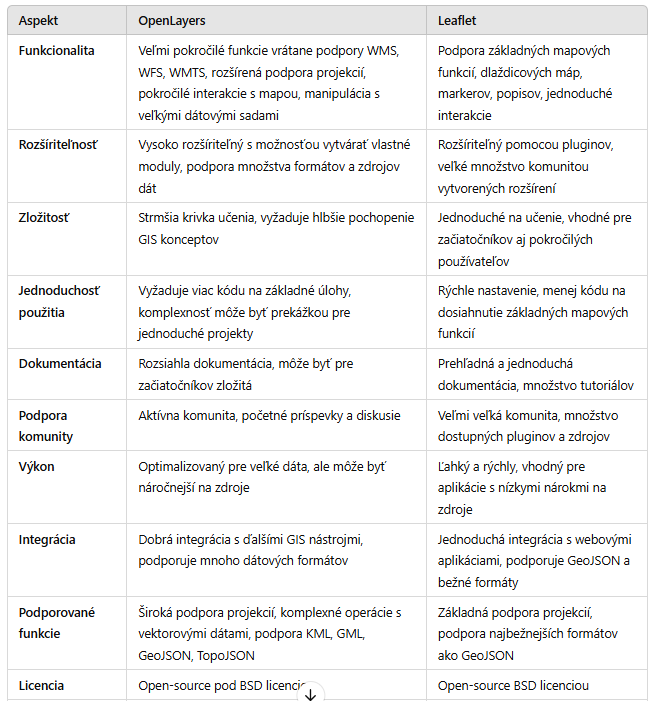 Aspekt OpenLayers Leaflet
Funkcionalita Veľmi pokročilé funkcie vrátane podpory WMS, Podpora základných mapových
WFS, WMTS, rozšírená podpora projekcií, funkcií, dlaždicových máp,
pokročilé interakcie s mapou, manipulácia s markerov, popisov, jednoduché
veľkými dátovými sadami interakcie
Rozšíriteľnosť Vysoko rozšíriteľný s možnosťou vytvárať vlastné Rozšíriteľný pomocou pluginov,
moduly, podpora množstva formátov a zdrojov veľké množstvo komunitou
dát vytvorených rozšírení
Zložitosť Strmšia krivka učenia, vyžaduje hlbšie pochopenie Jednoduché na učenie, vhodné pre
GIS konceptov začiatočníkov aj pokročilých
používateľov
Jednoduchosť Vyžaduje viac kódu na základné úlohy, Rýchle nastavenie, menej kódu na
použitia komplexnosť môže byť prekážkou pre dosiahnutie základných mapových
jednoduché projekty funkcií
Dokumentácia Rozsiahla dokumentácia, môže byť pre Prehľadná a jednoduchá
začiatočníkov zložitá dokumentácia, množstvo tutoriálov
Podpora Aktívna komunita, početné príspevky a diskusie Veľmi veľká komunita, množstvo
komunity dostupných pluginov a zdrojov
Výkon Optimalizovaný pre veľké dáta, ale môže byť Ľahký a rýchly, vhodný pre
náročnejší na zdroje aplikácie s nízkymi nárokmi na
zdroje
Integrácia Dobrá integrácia s ďalšími GIS nástrojmi, Jednoduchá integrácia s webovými
podporuje mnoho dátových formátov aplikáciami, podporuje GeoJSON a
bežné formáty
Podporované Široká podpora projekcií, komplexné operácie s Základná podpora projekcií,
funkcie vektorovými dátami, podpora KML, GML, podpora najbežnejších formátov
GeoJSON, TopoJSON ako GeoJSON
Licencia Open-source pod BSD Open-source BSD licenciou